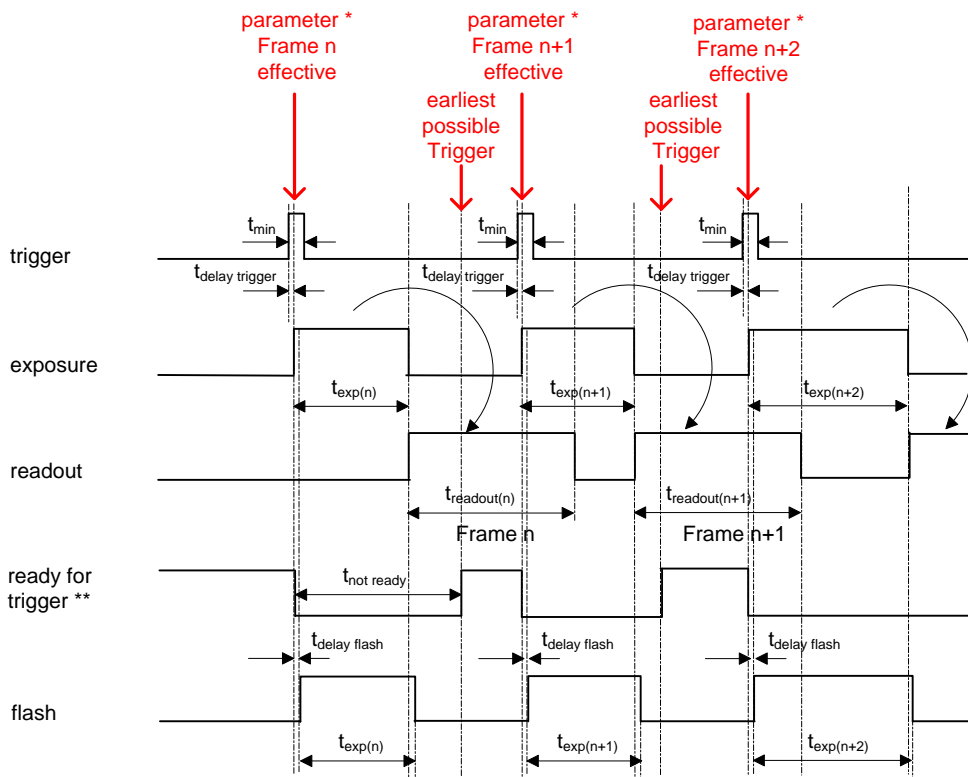 parameter *
Frame n
effective
parameter *
Frame n+1
effective
parameter *
Frame n+2
effective
earliest
possible
Trigger
earliest
possible
Trigger
trigger
tmin
tmin
tmin
tdelay trigger
tdelay trigger
tdelay trigger
exposure
texp(n)
texp(n+1)
texp(n+2)
readout
treadout(n)
treadout(n+1)
Frame n
Frame n+1
ready for
trigger **
tnot ready
tdelay flash
tdelay flash
tdelay flash
flash
texp(n)
texp(n+1)
texp(n+2)